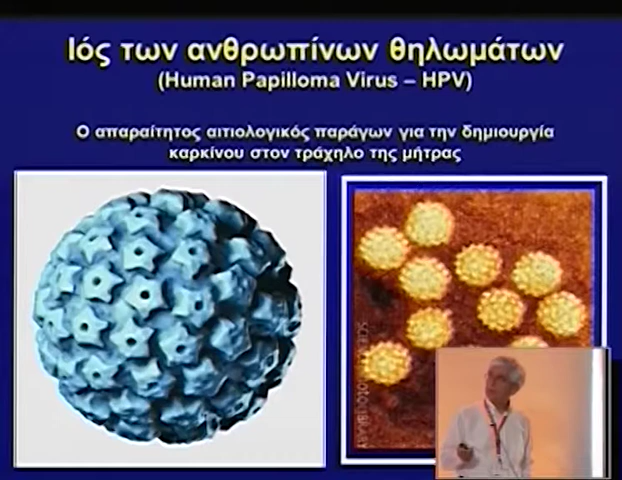 Ιός των ανθρωπίνων θηλωμάτων
(Human Papilloma Virus – HPV)
Ο απαραίτητος αιτιολογικός παράγων για την δημιουργία
καρκίνου στον τράχηλο της μήτρας